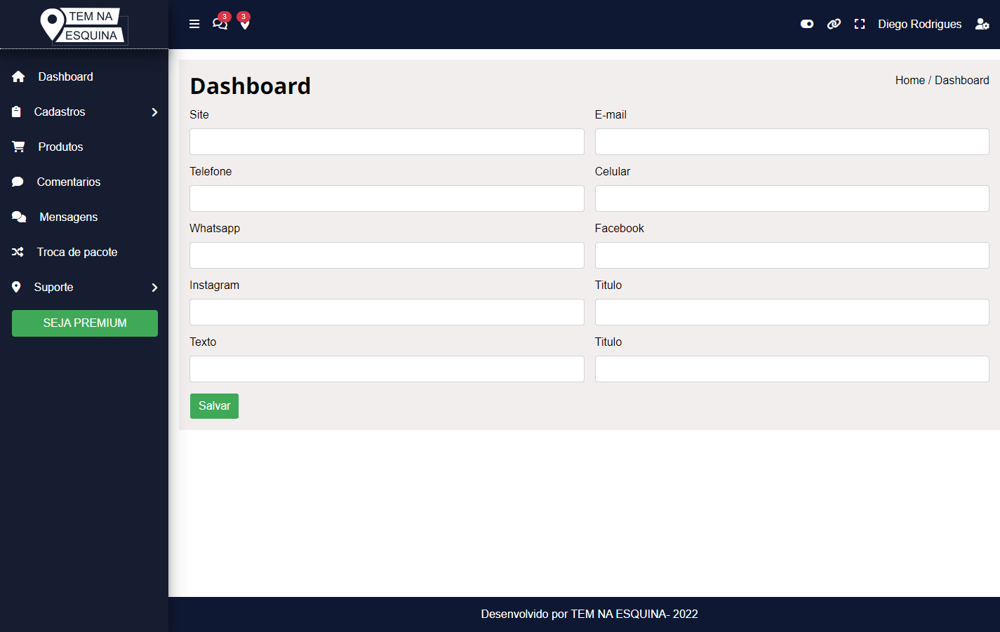 TEM NA
ESQUINA
3
3
Diego Rodrigues
Dashboard
Cadastros
Produtos
Comentarios
Mensagens
Troca de pacote
Suporte
SEJA PREMIUM
Dashboard
Home / Dashboard
Site
E-mail
Telefone
Celular
Whatsapp
Facebook
Instagram
Titulo
Texto
Titulo
Salvar
Desenvolvido por TEM NA ESQUINA- 2022